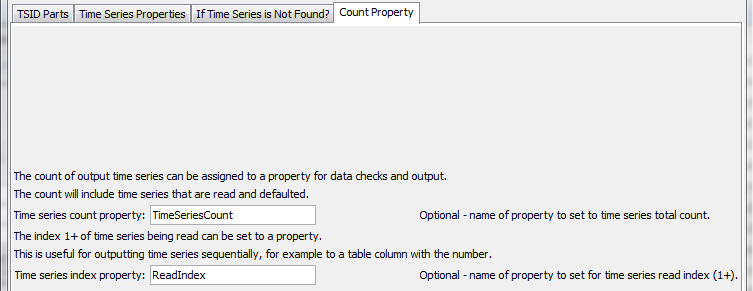 TSID Parts Time Series Properties If Time Series is Not Found? Count Property
The count of output time series can be assigned to a property for data checks and output.
The count will include time series that are read and defaulted.
Time series count property: TimeSeriesCount Optional - name of property to set to time series total count.
The index 1+ of time series being read can be set to a property.
This is useful for outputting time series sequentially, for example to a table column with the number.
Time series index property: ReadIndex Optional - name of property to set for time series read index (1+).